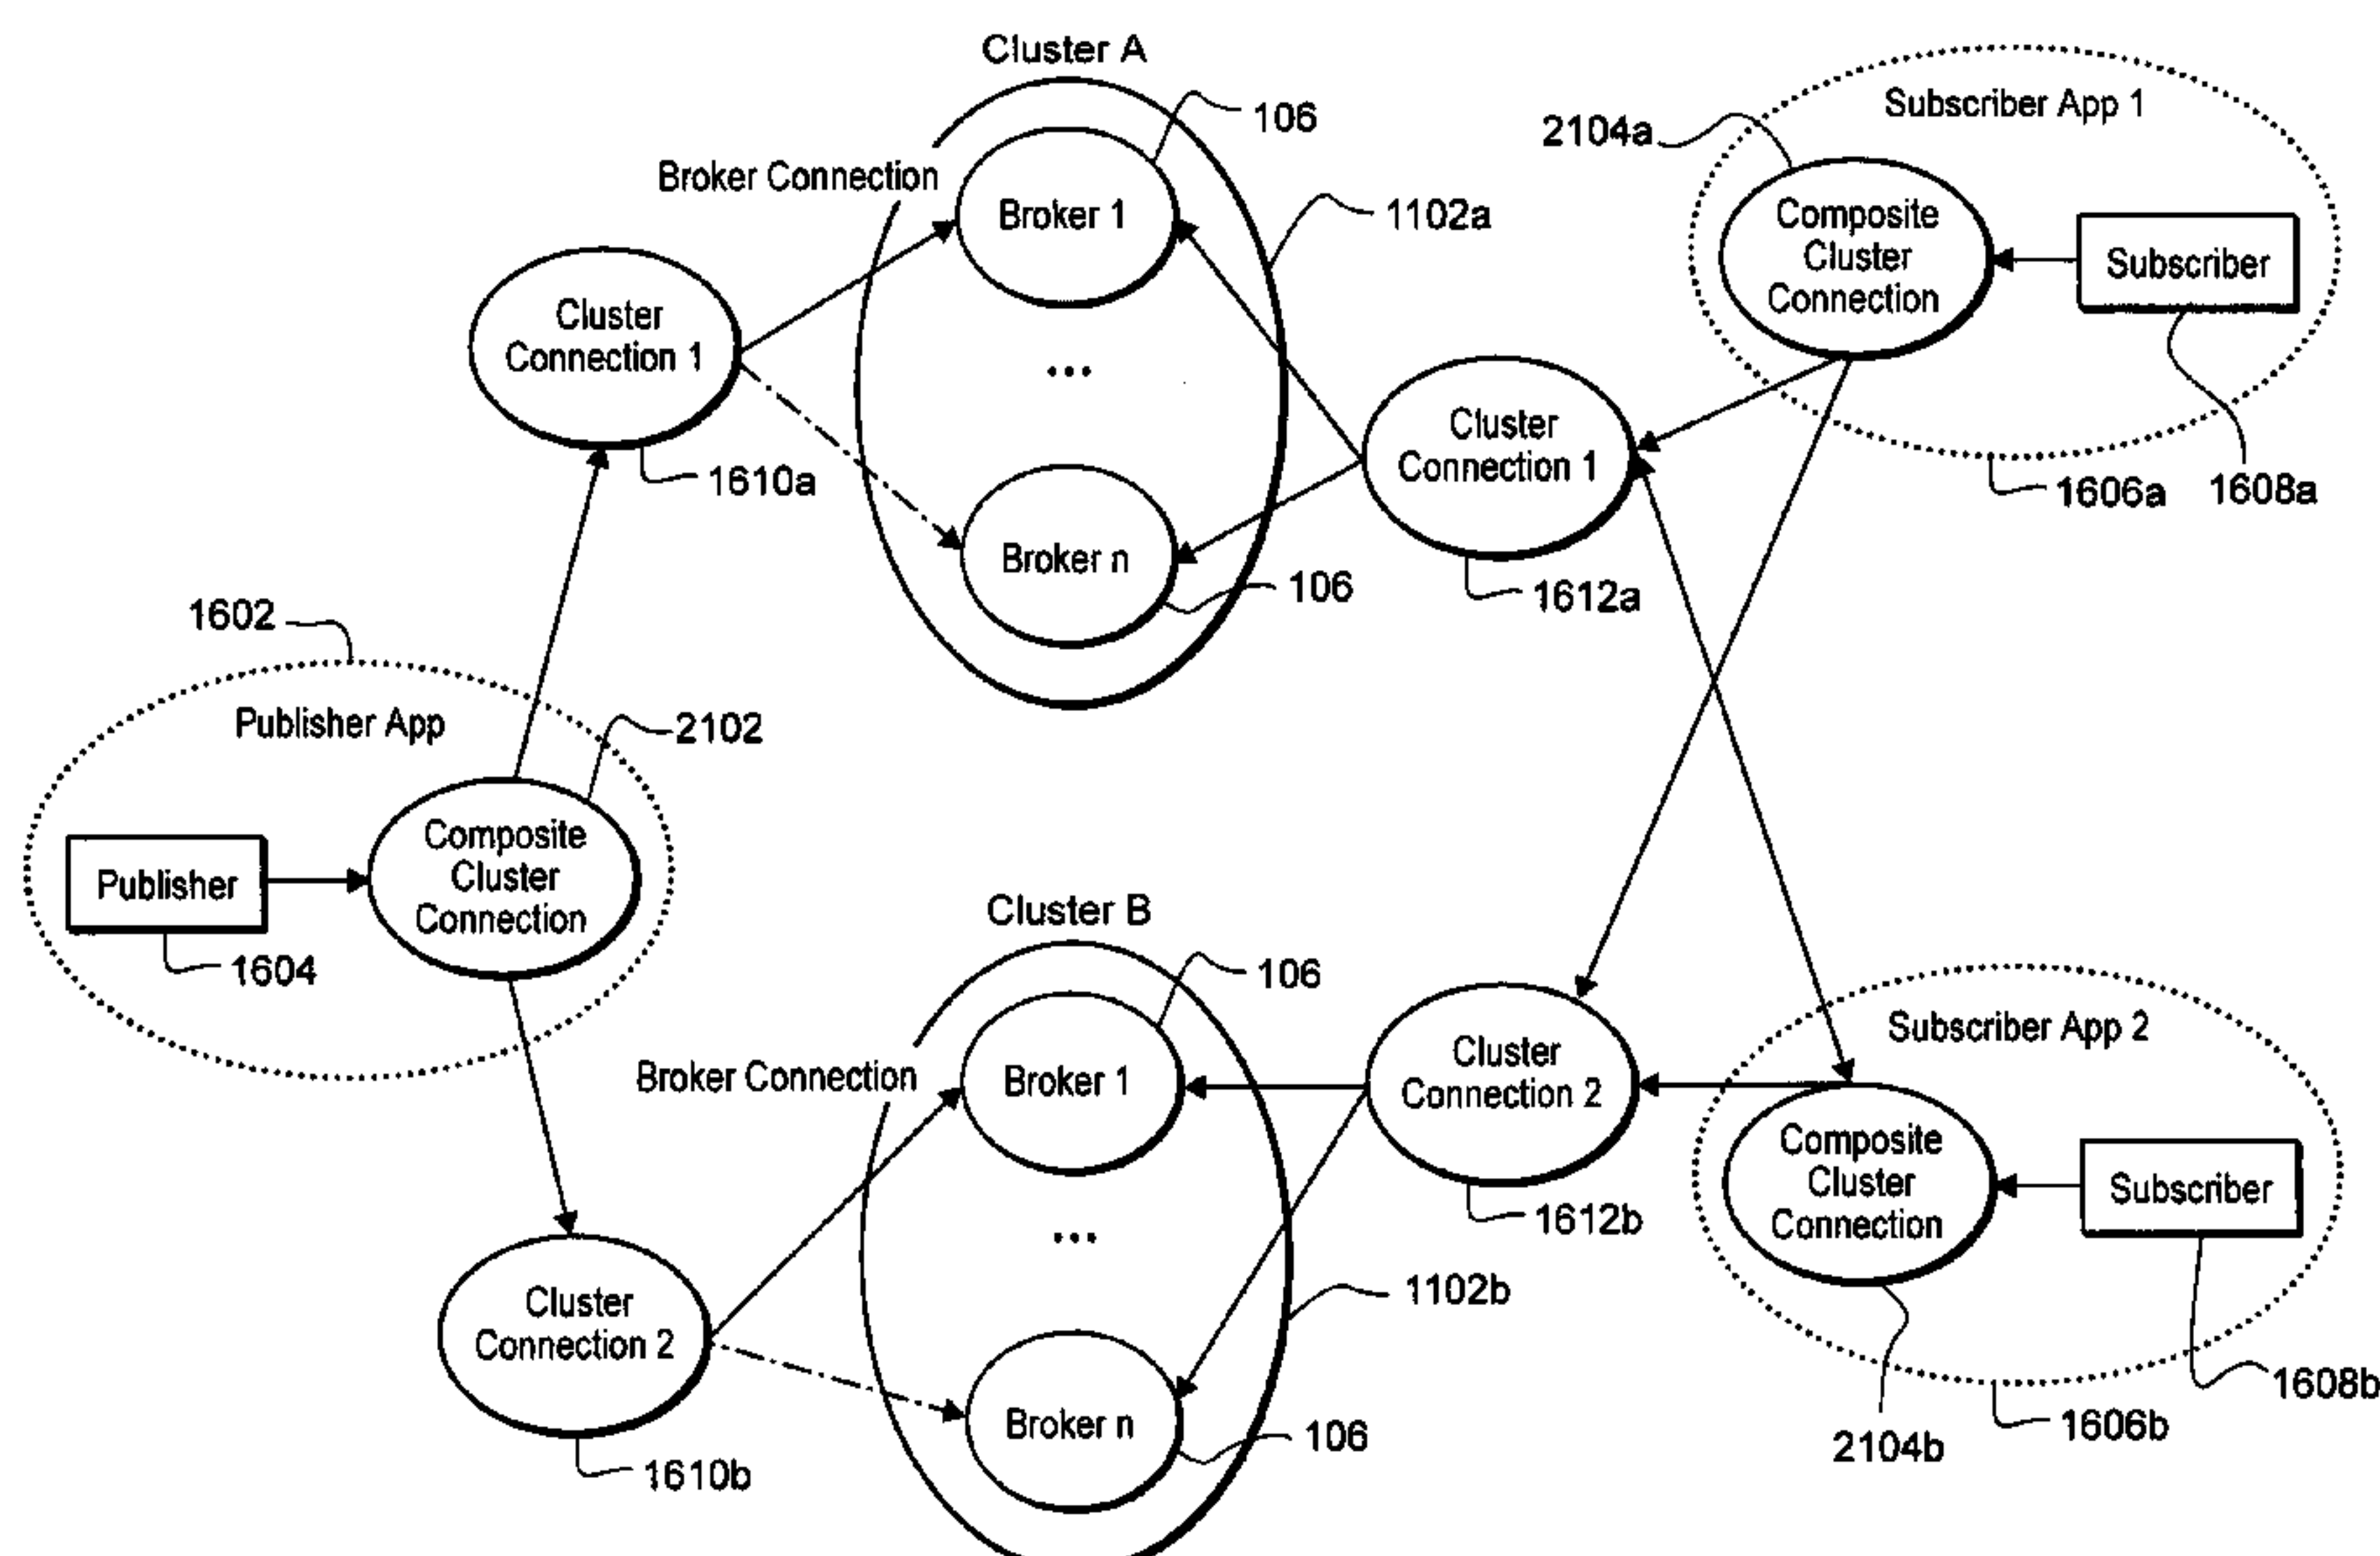 Cluster A
106
Subscriber App 1
2104a
Broker Connection
Broker 1
1102a
Composite
Cluster
Connection
Subscriber
Cluster
Connection 1
...
Cluster
Connection 1
1610a
1606a
1608a
Broker n
106
1612a
1602
Publisher App
2102
Composite
Cluster
Connection
Publisher
1604
Cluster B
106
Subscriber App 2
Broker Connection
Broker 1
Cluster
Connection 2
Composite
Cluster
Connection
Subscriber
1612b
...
1102b
Cluster
Connection 2
Broker n
106
1608b
1606b
2104b
1610b